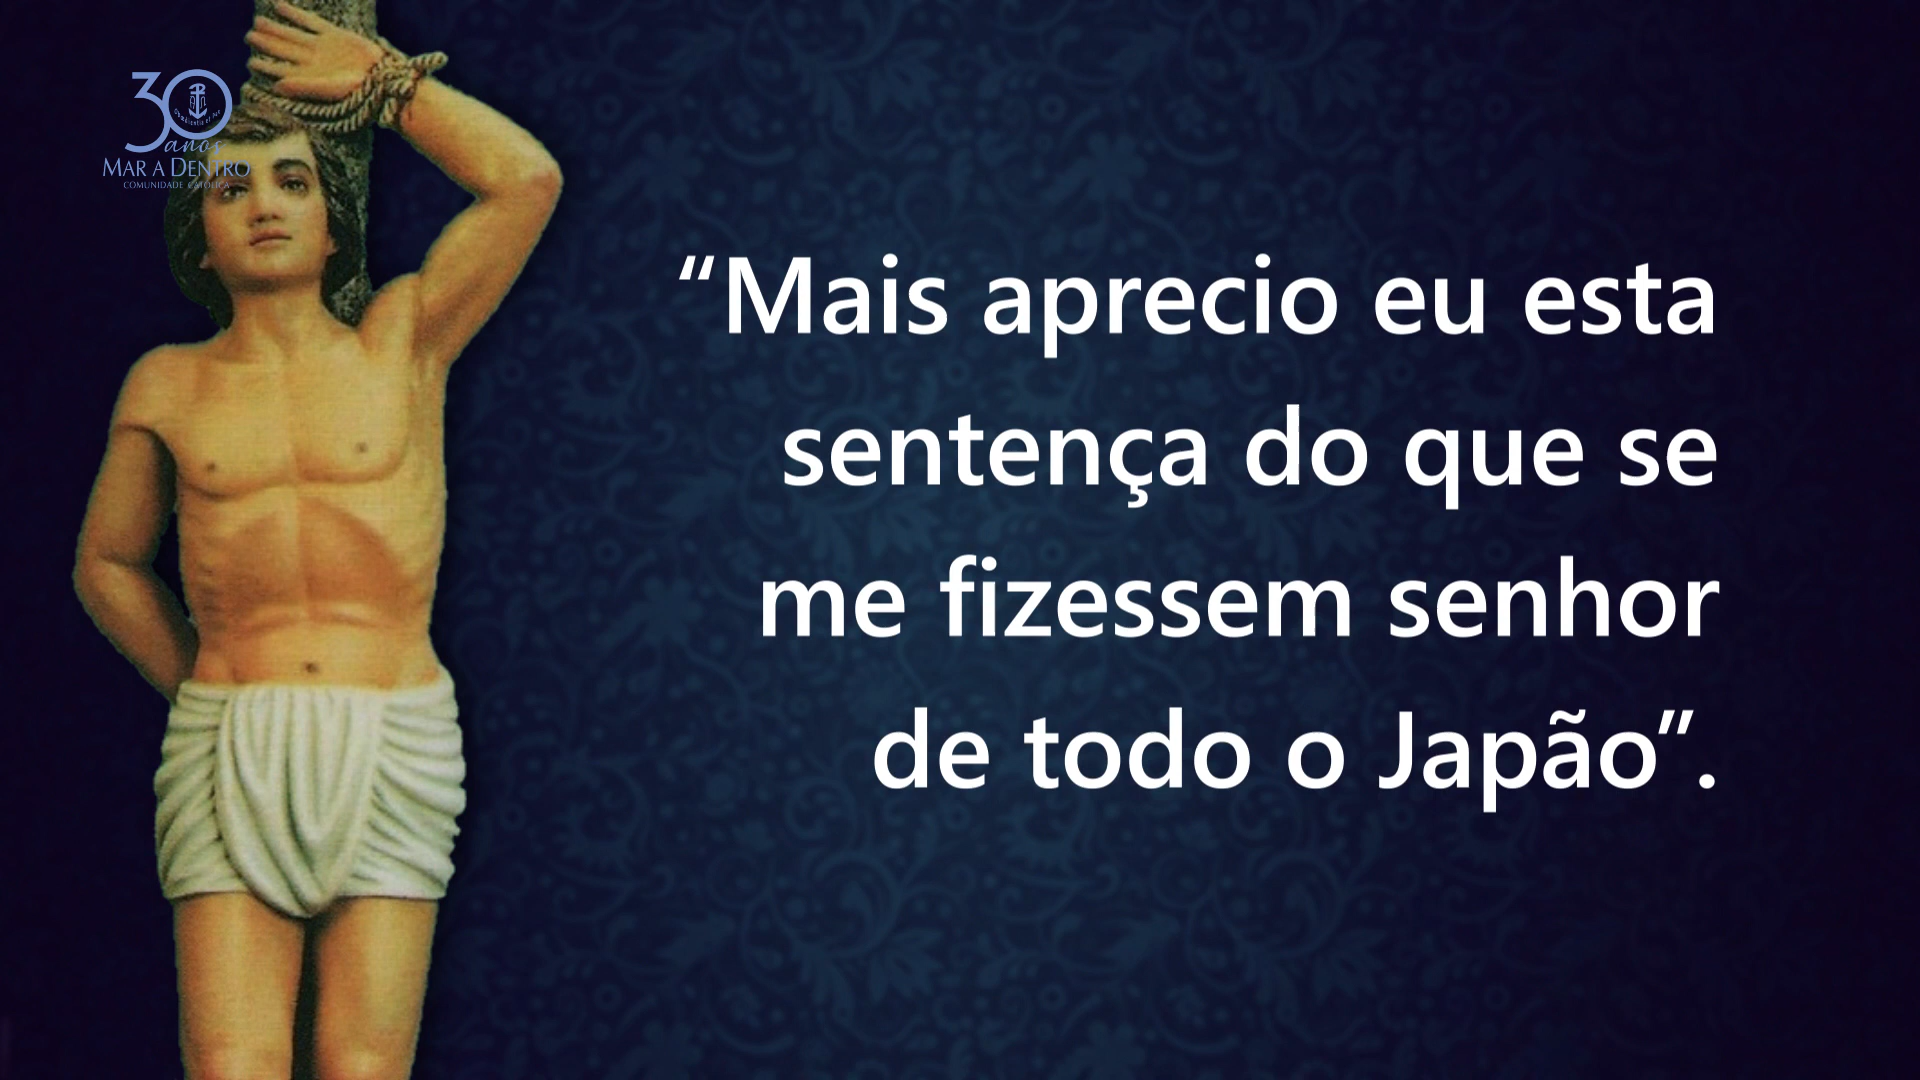 30
anos
MAR A DENTRO
COMUNIDADE CATÓLICA
“Mais aprecio eu esta
sentença do que se
me fizessem senhor
de todo o Japão”.